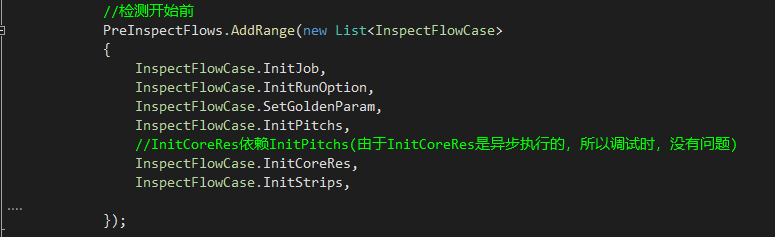 //检测开始前
PreInspectFlows.AddRange(new List<InspectFlowCase>
{
InspectFlowCase.InitJob,
InspectFlowCase.InitRunOption,
InspectFlowCase.SetGoldenParam,
InspectFlowCase.InitPitchs,
//InitCoreRes依赖InitPitchs(由于InitCoreRes是异步执行的，所以调试时，没有问题)
InspectFlowCase.InitCoreRes,
InspectFlowCase.InitStrips,
....
});